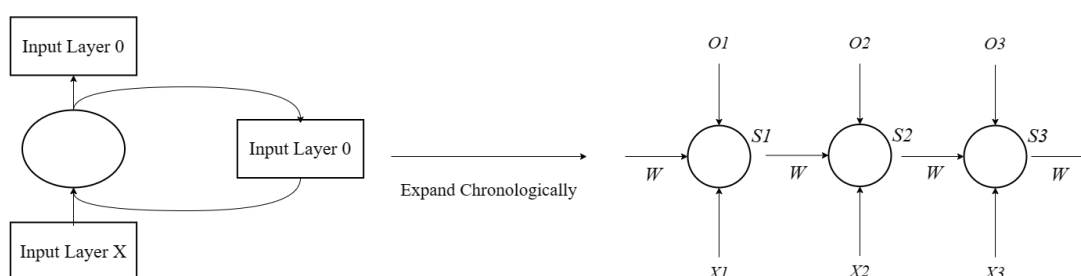 Input Layer 0
Input Layer 0
Input Layer X
Expand Chronologically
O1 O2 O3
S1 S2 S3
W W W W
X1 X2 X3